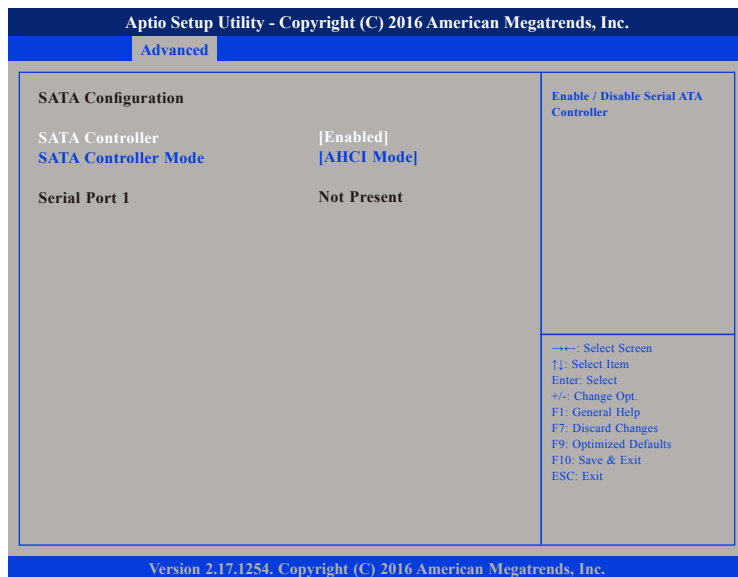 Aptio Setup Utility - Copyright (C) 2016 American Megatrends, Inc.
Advanced
SATA Configuration
SATA Controller [Enabled]
SATA Controller Mode [AHCI Mode]
Serial Port 1 Not Present
Enable / Disable Serial ATA
Controller
→←: Select Screen
↑↓: Select Item
Enter: Select
+/-: Change Opt.
F1: General Help
F7: Discard Changes
F9: Optimized Defaults
F10: Save & Exit
ESC: Exit
Version 2.17.1254. Copyright (C) 2016 American Megatrends, Inc.